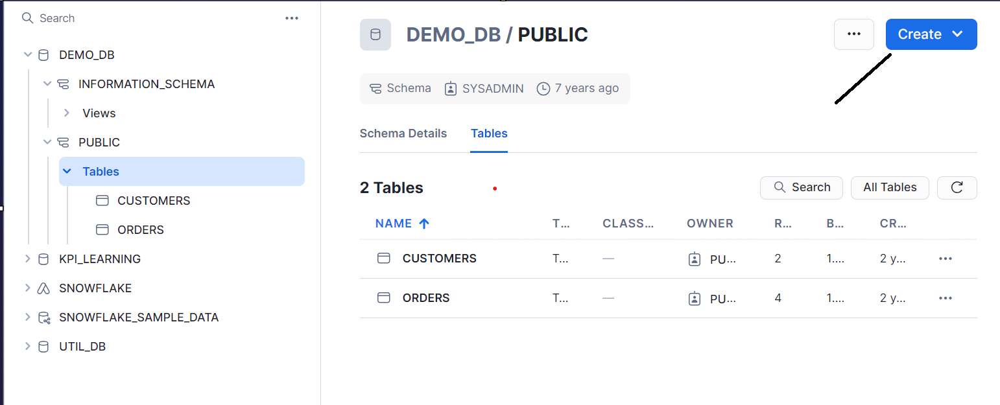 Search
DEMO_DB
INFORMATION_SCHEMA
Views
PUBLIC
Tables
CUSTOMERS
ORDERS
KPI_LEARNING
SNOWFLAKE
SNOWFLAKE_SAMPLE_DATA
UTIL_DB
DEMO_DB / PUBLIC
... Create
Schema SYSADMIN 7 years ago
Schema Details Tables
2 Tables Search All Tables
NAME T... CLASS... OWNER R... B... CR...
CUSTOMERS T... — PU... 2 1.... 2 y... ...
ORDERS T... — PU... 4 1.... 2 y... ...